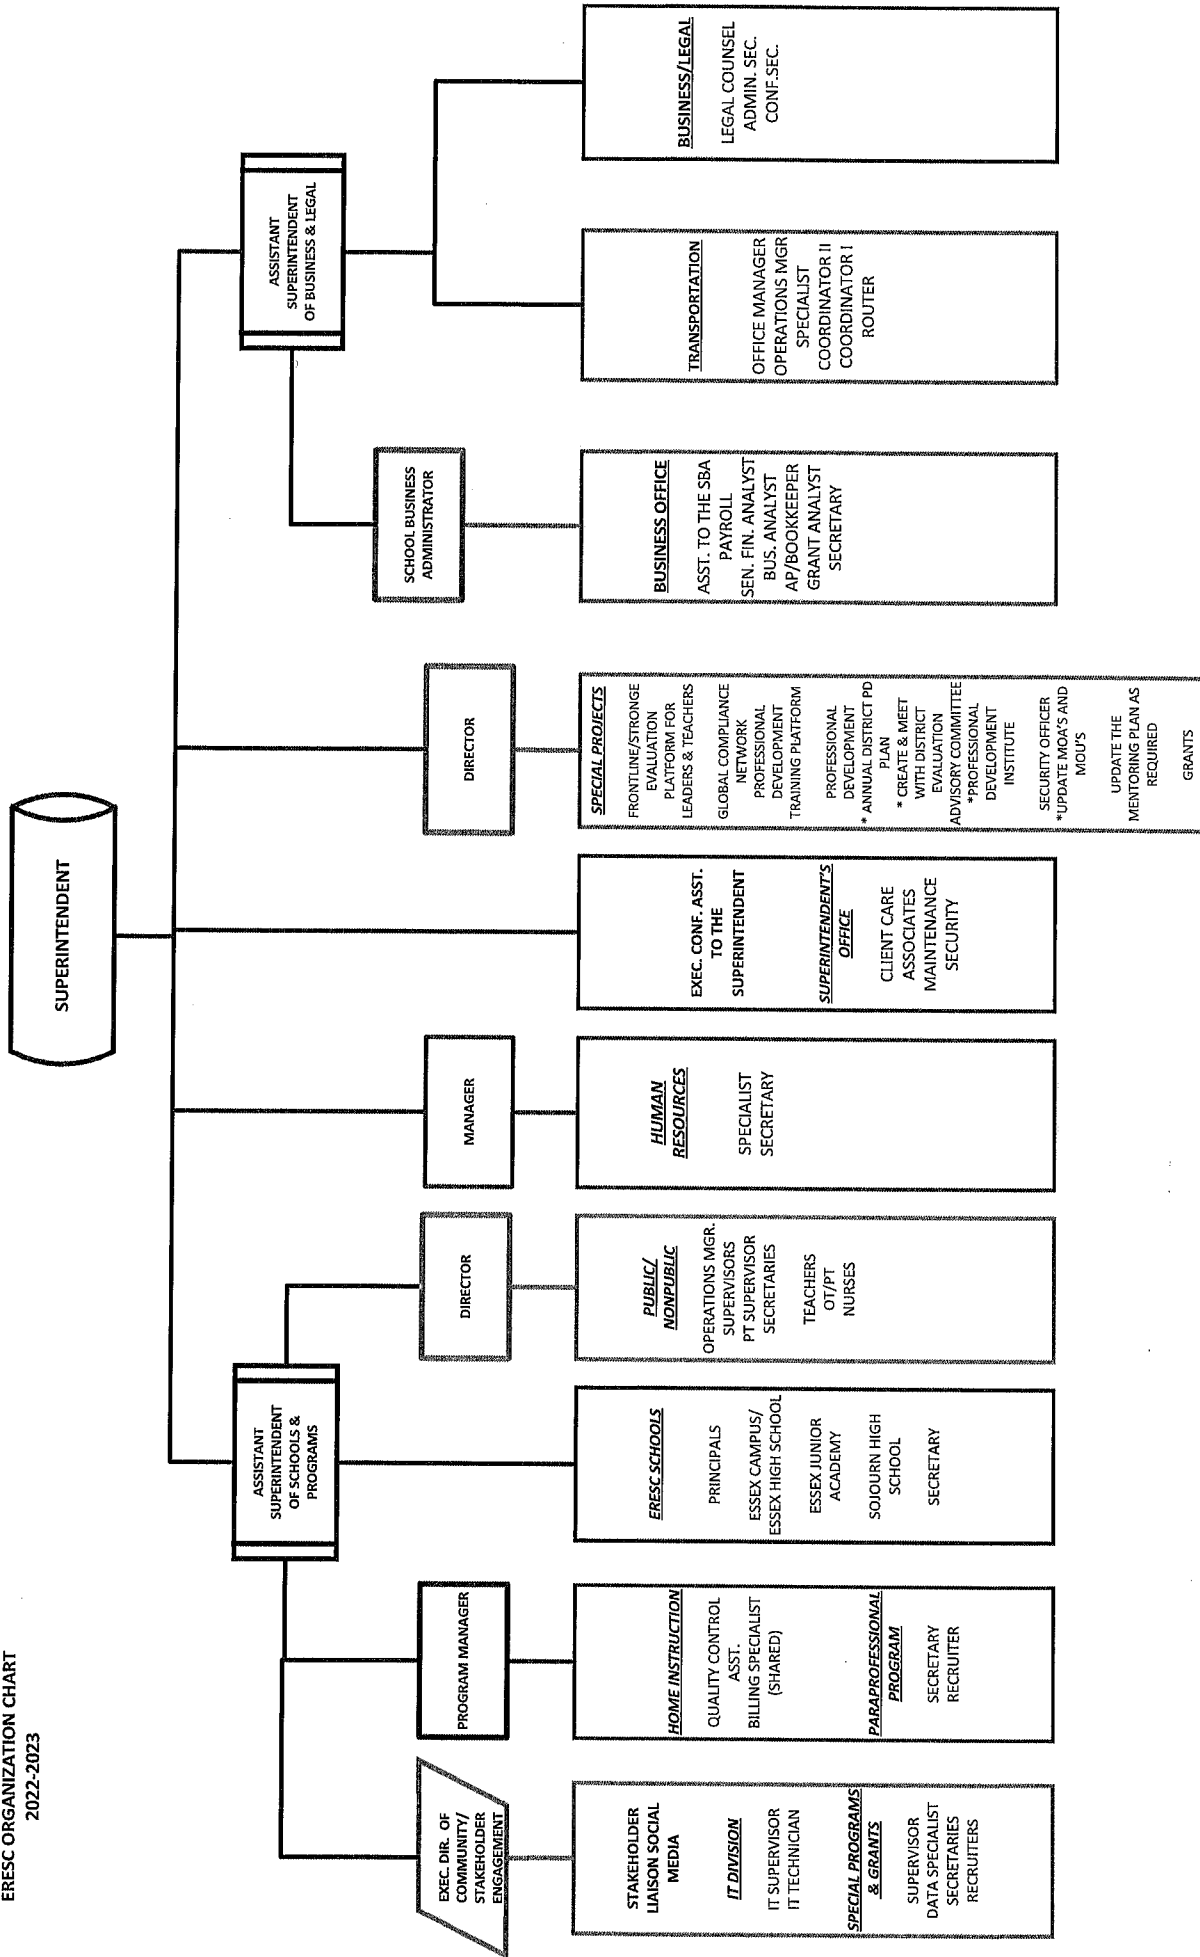 ERESC ORGANIZATION CHART
2022-2023
SUPERINTENDENT
ASSISTANT
SUPERINTENDENT
OF SCHOOLS &
PROGRAMS
ASSISTANT
SUPERINTENDENT
OF BUSINESS & LEGAL
EXEC. DIR. OF
COMMUNITY/
STAKEHOLDER
ENGAGEMENT
PROGRAM MANAGER
DIRECTOR
MANAGER
DIRECTOR
SCHOOL BUSINESS
ADMINISTRATOR
STAKEHOLDER
LIAISON SOCIAL
MEDIA
IT DIVISION
IT SUPERVISOR
IT TECHNICIAN
SPECIAL PROGRAMS
& GRANTS
SUPERVISOR
DATA SPECIALIST
SECRETARIES
RECRUITERS
HOME INSTRUCTION
QUALITY CONTROL
ASST.
BILLING SPECIALIST
(SHARED)
PARAPROFESSIONAL
PROGRAM
SECRETARY
RECRUITER
ERESC SCHOOLS
PRINCIPALS
ESSEX CAMPUS/
ESSEX HIGH SCHOOL
ESSEX JUNIOR
ACADEMY
SOJOURN HIGH
SCHOOL
SECRETARY
PUBLIC/
NONPUBLIC
OPERATIONS MGR.
SUPERVISORS
PT SUPERVISOR
SECRETARIES
TEACHERS
OT/PT
NURSES
HUMAN
RESOURCES
SPECIALIST
SECRETARY
EXEC. CONF. ASST.
TO THE
SUPERINTENDENT
SUPERINTENDENT'S
OFFICE
CLIENT CARE
ASSOCIATES
MAINTENANCE
SECURITY
SPECIAL PROJECTS
FRONTLINE/STRONGE
EVALUATION
PLATFORM FOR
LEADERS & TEACHERS
GLOBAL COMPLIANCE
NETWORK
PROFESSIONAL
DEVELOPMENT
TRAINING PLATFORM
PROFESSIONAL
DEVELOPMENT
* ANNUAL DISTRICT PD
PLAN
* CREATE & MEET
WITH DISTRICT
EVALUATION
ADVISORY COMMITTEE
*PROFESSIONAL
DEVELOPMENT
INSTITUTE
SECURITY OFFICER
*UPDATE MOA'S AND
MOU'S
UPDATE THE
MENTORING PLAN AS
REQUIRED
GRANTS
BUSINESS OFFICE
ASST. TO THE SBA
PAYROLL
SEN. FIN. ANALYST
BUS. ANALYST
AP/BOOKKEEPER
GRANT ANALYST
SECRETARY
TRANSPORTATION
OFFICE MANAGER
OPERATIONS MGR
SPECIALIST
COORDINATOR II
COORDINATOR I
ROUTER
BUSINESS/LEGAL
LEGAL COUNSEL
ADMIN. SEC.
CONF.SEC.